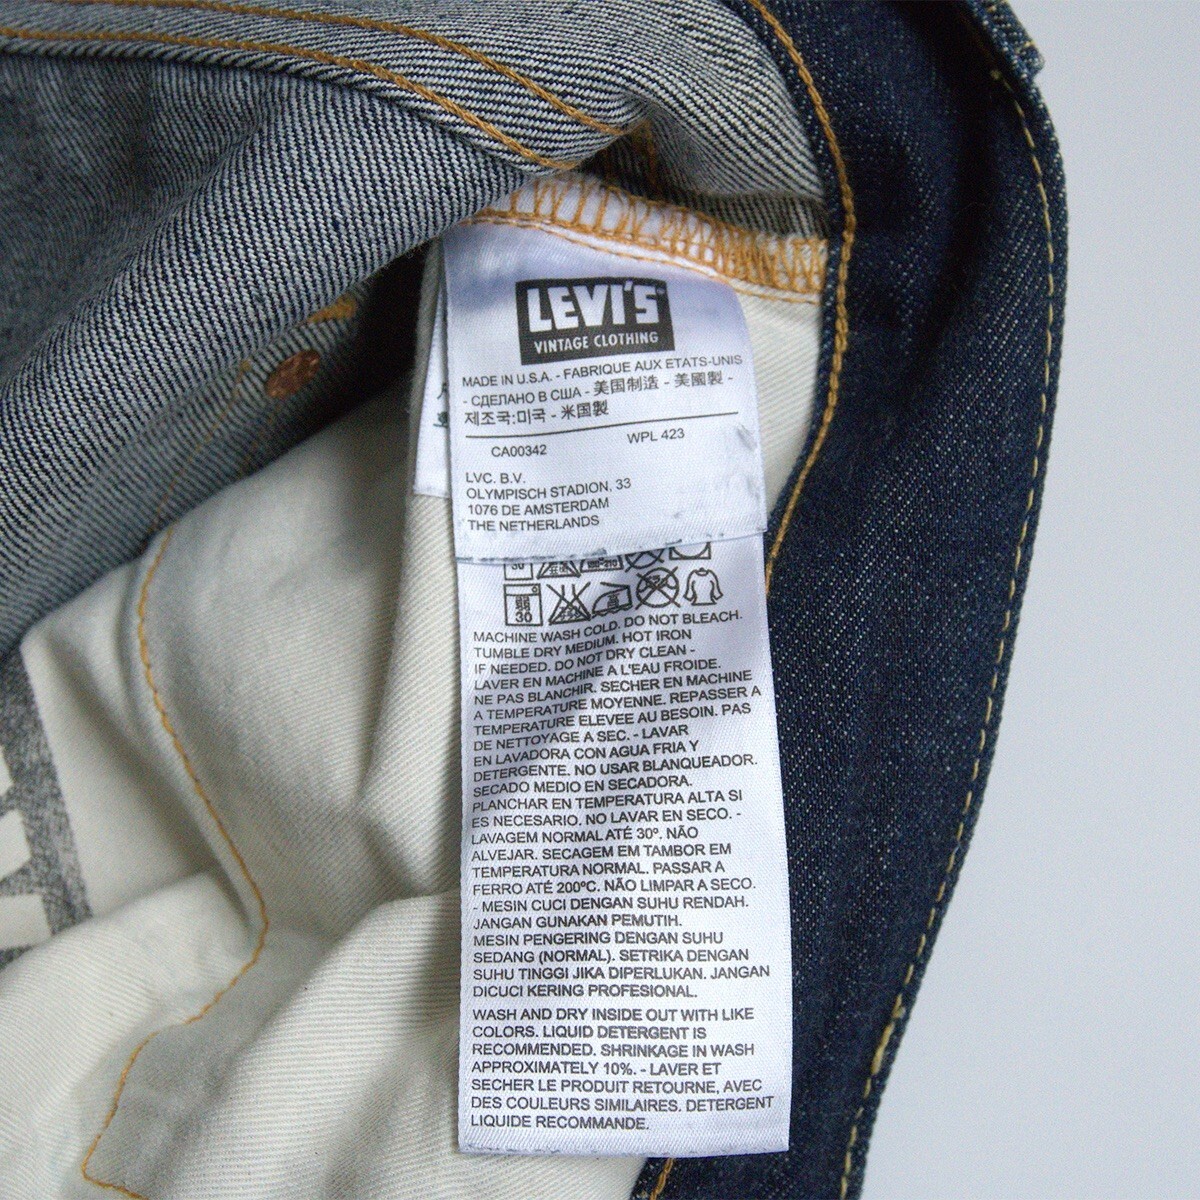 LEVI'S
VINTAGE CLOTHING
MADE IN U.S.A. - FABRIQUE AUX ETATS-UNIS
- СДЕЛАНО В США - 美国制造 - 美國製 -
제조국:미국 - 米国製
CA00342 WPL 423
LVC. B.V.
OLYMPISCH STADION, 33
1076 DE AMSTERDAM
THE NETHERLANDS
30
30
MACHINE WASH COLD. DO NOT BLEACH.
TUMBLE DRY MEDIUM. HOT IRON
IF NEEDED. DO NOT DRY CLEAN -
LAVER EN MACHINE A L'EAU FROIDE.
NE PAS BLANCHIR. SECHER EN MACHINE
A TEMPERATURE MOYENNE. REPASSER A
TEMPERATURE ELEVEE AU BESOIN. PAS
DE NETTOYAGE A SEC. - LAVAR
EN LAVADORA CON AGUA FRIA Y
DETERGENTE. NO USAR BLANQUEADOR.
SECADO MEDIO EN SECADORA.
PLANCHAR EN TEMPERATURA ALTA SI
ES NECESARIO. NO LAVAR EN SECO. -
LAVAGEM NORMAL ATÉ 30º. NÃO
ALVEJAR. SECAGEM EM TAMBOR EM
TEMPERATURA NORMAL. PASSAR A
FERRO ATÉ 200ºC. NÃO LIMPAR A SECO.
- MESIN CUCI DENGAN SUHU RENDAH.
JANGAN GUNAKAN PEMUTIH.
MESIN PENGERING DENGAN SUHU
SEDANG (NORMAL). SETRIKA DENGAN
SUHU TINGGI JIKA DIPERLUKAN. JANGAN
DICUCI KERING PROFESIONAL.
WASH AND DRY INSIDE OUT WITH LIKE
COLORS. LIQUID DETERGENT IS
RECOMMENDED. SHRINKAGE IN WASH
APPROXIMATELY 10%. - LAVER ET
SECHER LE PRODUIT RETOURNE, AVEC
DES COULEURS SIMILAIRES. DETERGENT
LIQUIDE RECOMMANDE.